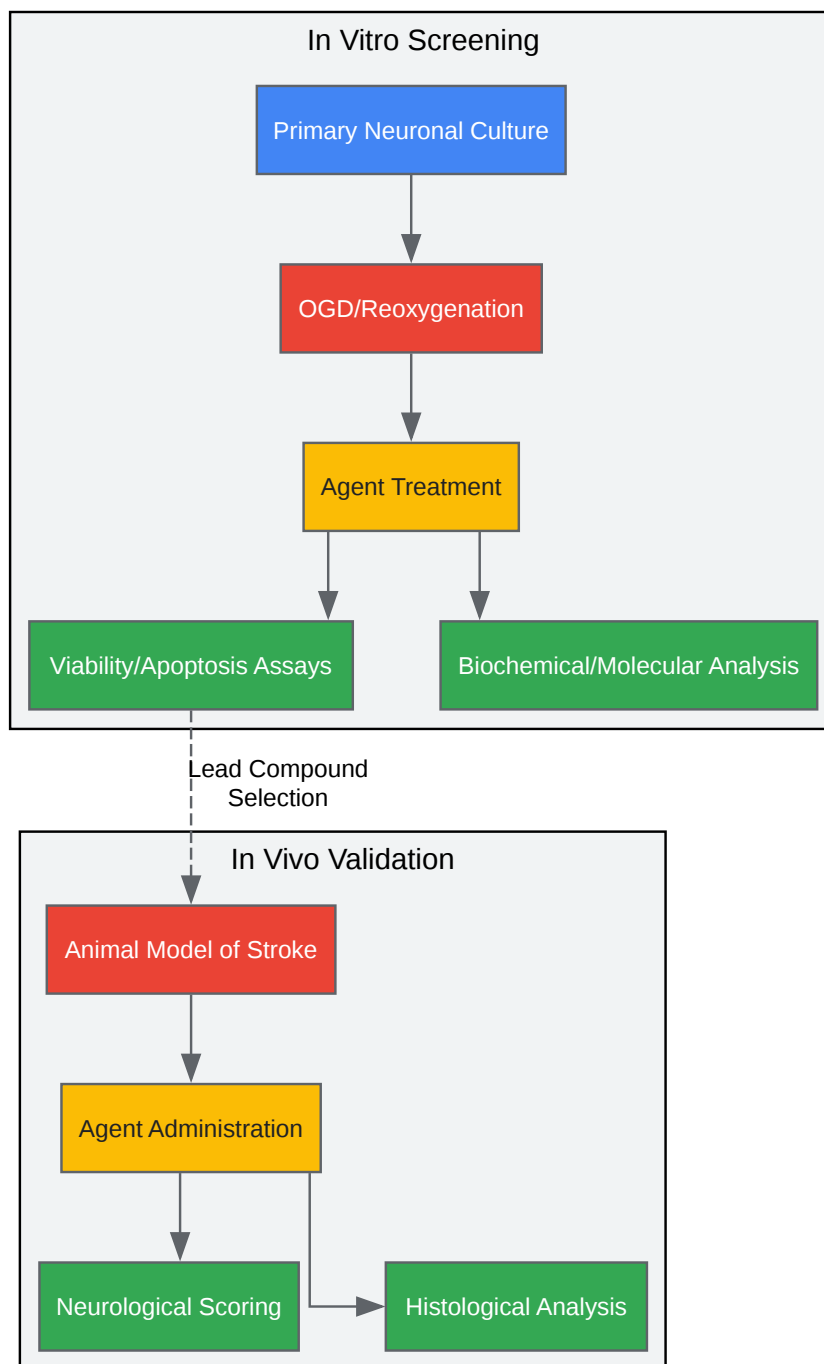 In Vitro Screening
Primary Neuronal Culture
OGD/Reoxygenation
Agent Treatment
Viability/Apoptosis Assays
Biochemical/Molecular Analysis
Lead Compound
Selection
In Vivo Validation
Animal Model of Stroke
Agent Administration
Neurological Scoring
Histological Analysis